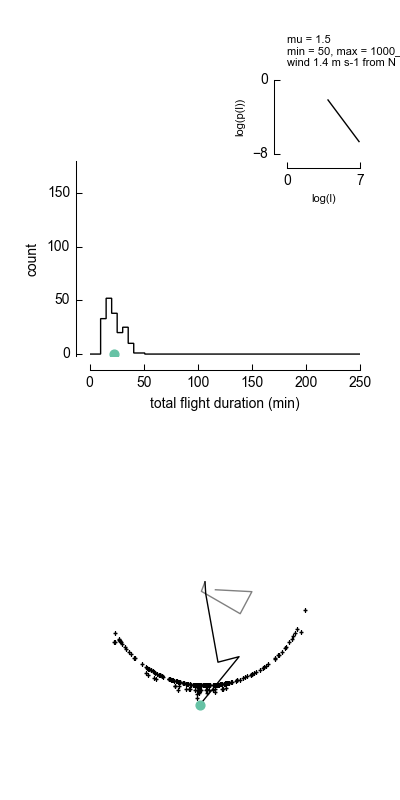 mu = 1.5
min = 50, max = 1000_
wind 1.4 m s-1 from N
0
log(p(l))
−8
0
7
log(l)
150
100
count
50
0
0
50
100
150
200
250
total flight duration (min)